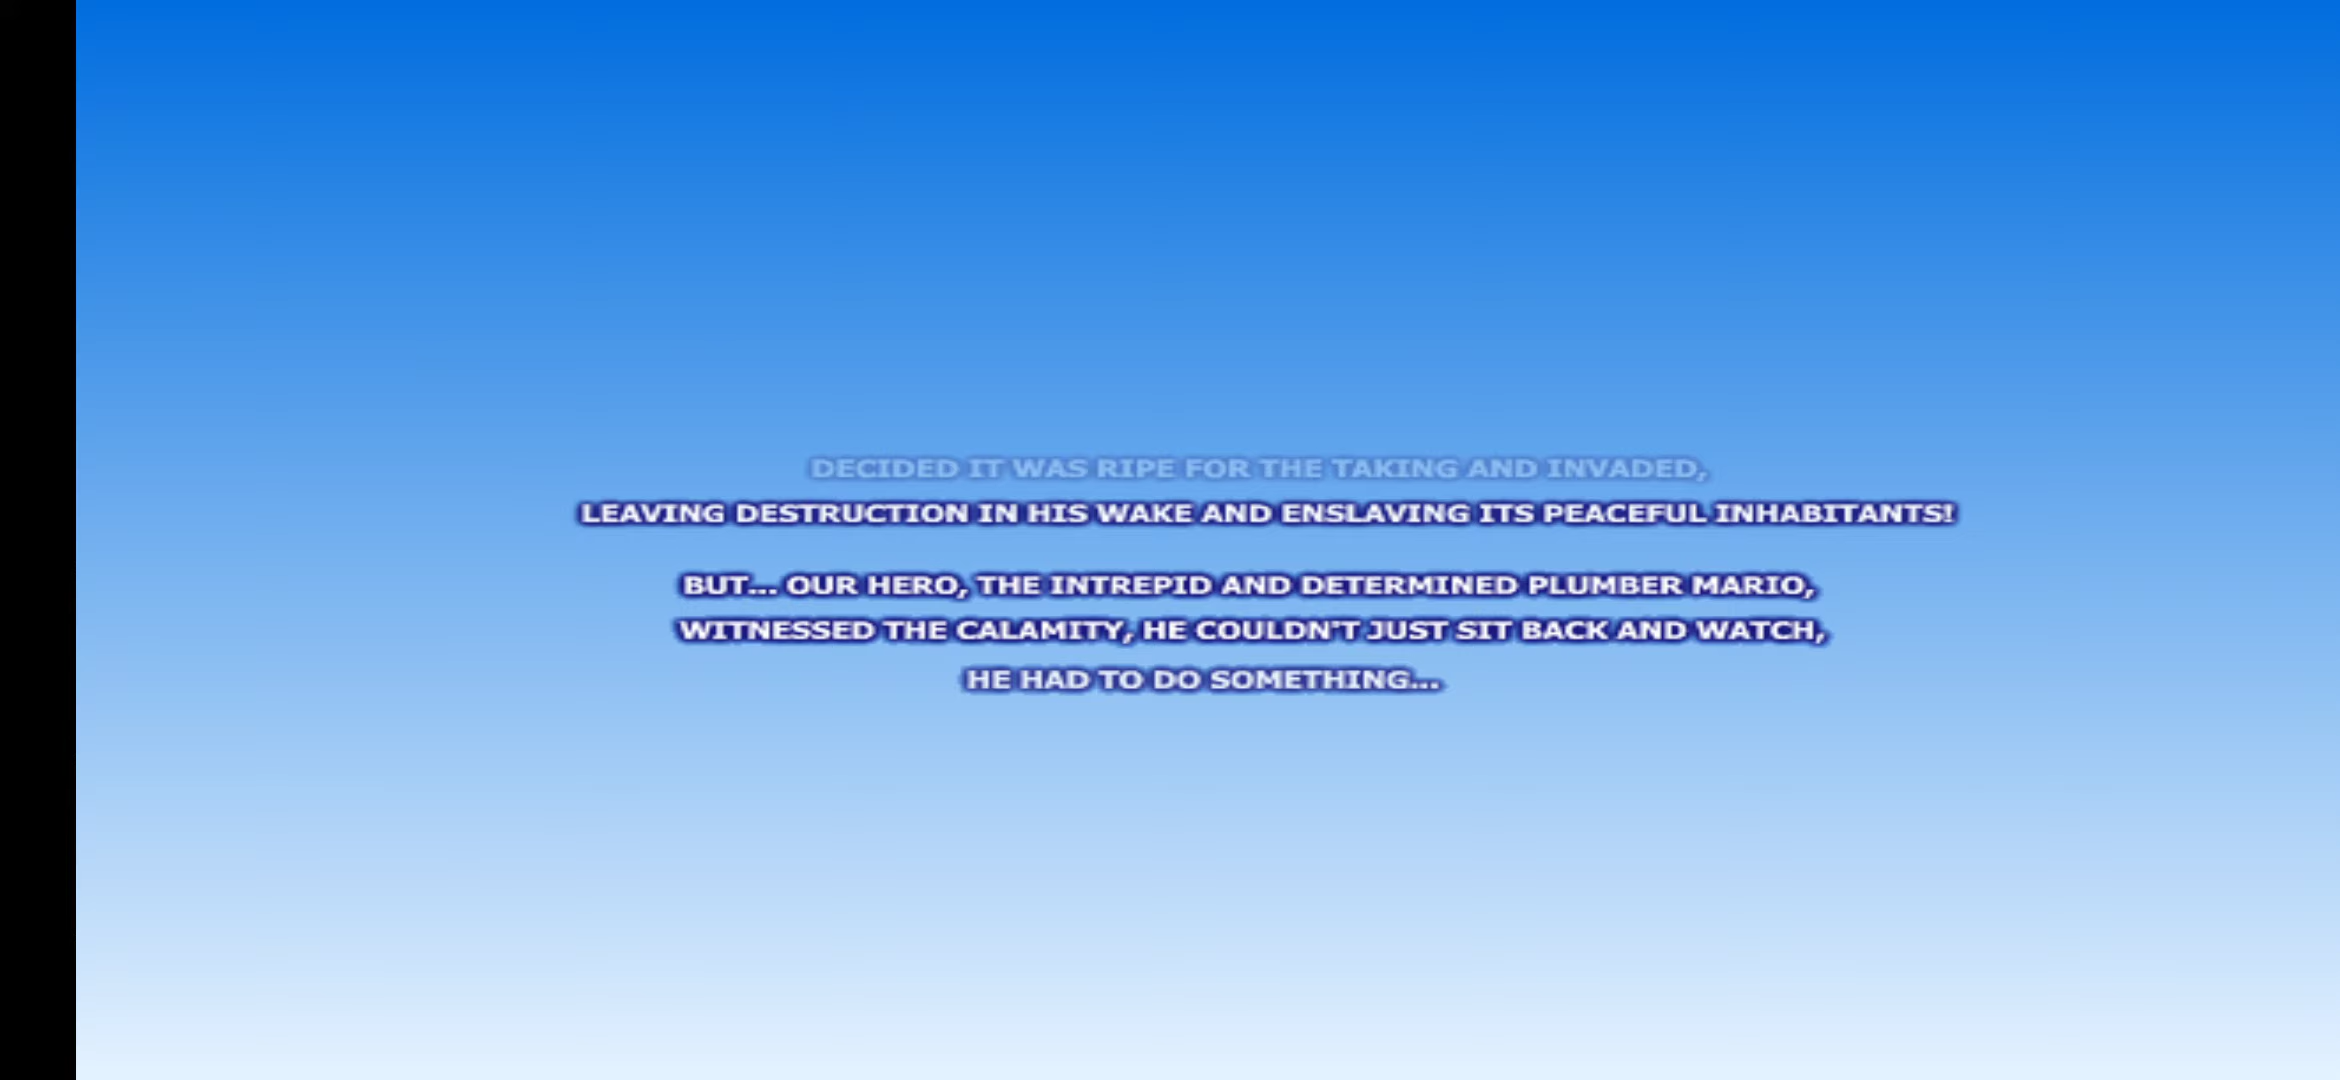 DECIDED IT WAS RIPE FOR THE TAKING AND INVADED,
LEAVING DESTRUCTION IN HIS WAKE AND ENSLAVING ITS PEACEFUL INHABITANTS!
BUT... OUR HERO, THE INTREPID AND DETERMINED PLUMBER MARIO,
WITNESSED THE CALAMITY, HE COULDN'T JUST SIT BACK AND WATCH,
HE HAD TO DO SOMETHING...